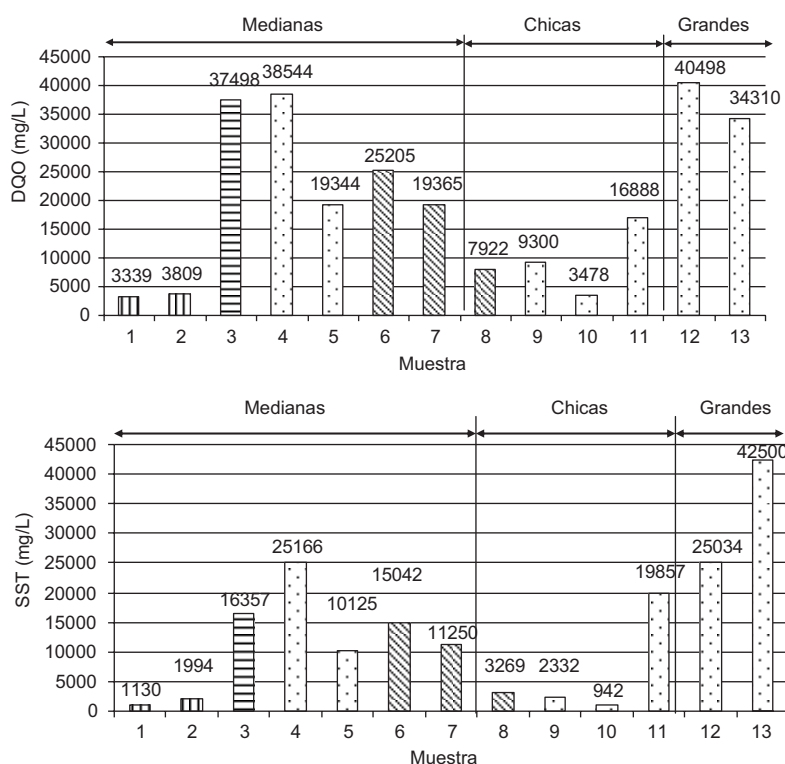 Medianas Chicas Grandes
45000
40000
35000
30000
25000
20000
15000
10000
5000
0
DQO (mg/L)
3339 3809 37498 38544 19344 25205 19365 7922 9300 3478 16888 40498 34310
1 2 3 4 5 6 7 8 9 10 11 12 13
Muestra
Medianas Chicas Grandes
45000
40000
35000
30000
25000
20000
15000
10000
5000
0
SST (mg/L)
1130 1994 16357 25166 10125 15042 11250 3269 2332 942 19857 25034 42500
1 2 3 4 5 6 7 8 9 10 11 12 13
Muestra